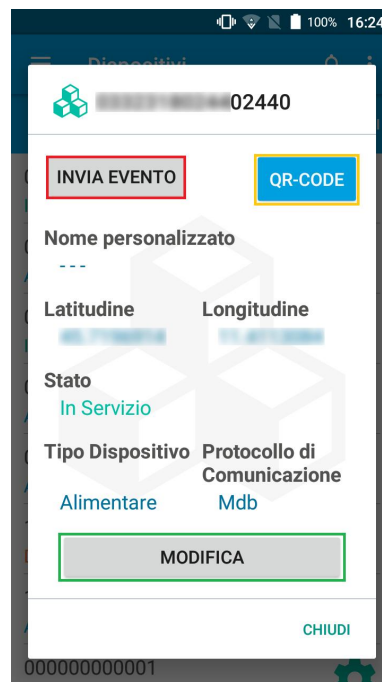 100% 16:24
Dispositivi
02440
INVIA EVENTO
QR-CODE
Nome personalizzato
---
Latitudine Longitudine
Stato
In Servizio
Tipo Dispositivo Protocollo di
Comunicazione
Alimentare Mdb
MODIFICA
CHIUDI
000000000001